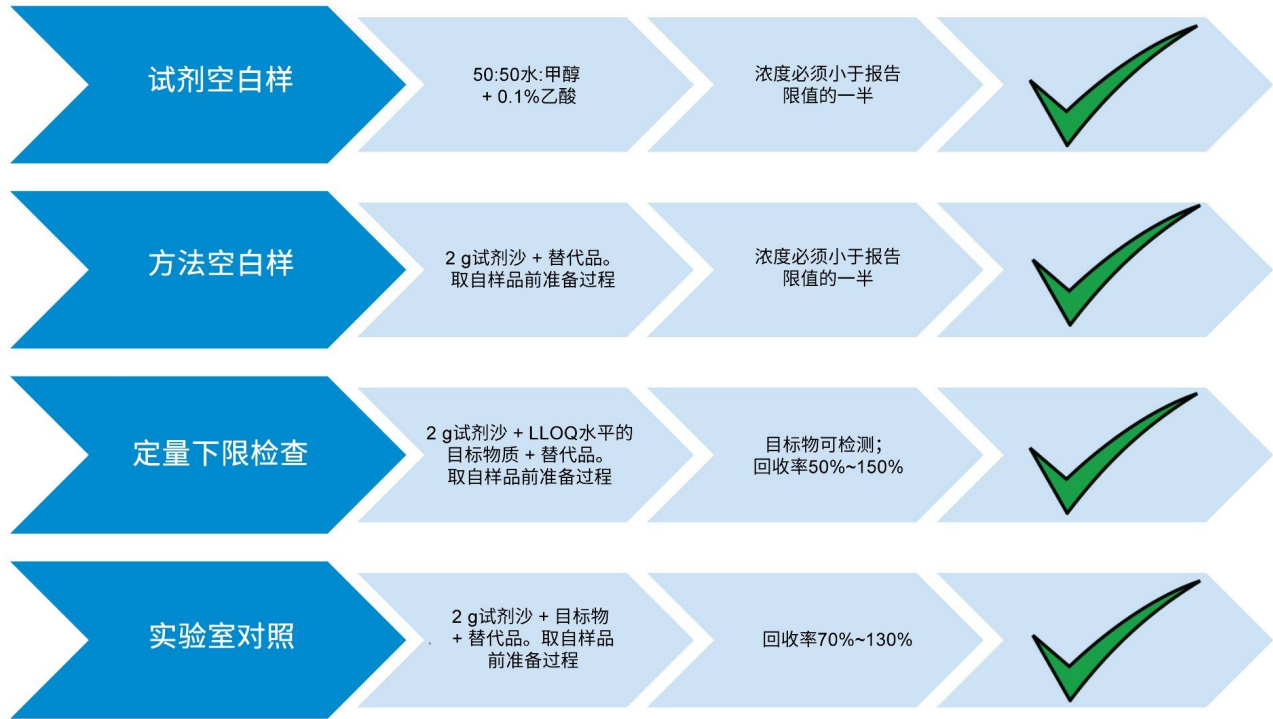 试剂空白样
50:50水:甲醇
+ 0.1%乙酸
浓度必须小于报告
限值的一半
方法空白样
2 g试剂沙 + 替代品。
取自样品前准备过程
浓度必须小于报告
限值的一半
定量下限检查
2 g试剂沙 + LLOQ水平的
目标物质 + 替代品。
取自样品前准备过程
目标物可检测；
回收率50%~150%
实验室对照
2 g试剂沙 + 目标物
+ 替代品。取自样品
前准备过程
回收率70%~130%